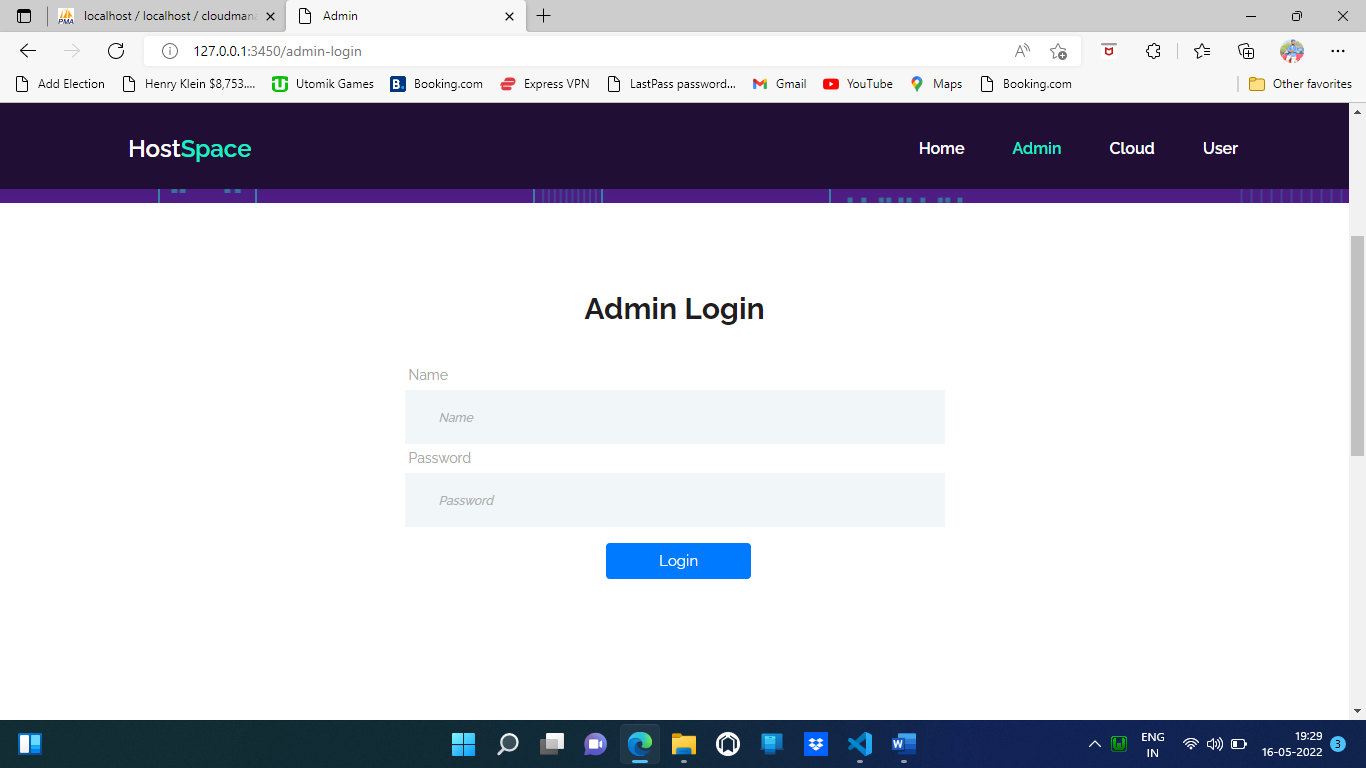 localhost / localhost / cloudmana
Admin
127.0.0.1:3450/admin-login
Add Election
Henry Klein $8,753....
Utomik Games
Booking.com
Express VPN
LastPass password...
Gmail
YouTube
Maps
Booking.com
Other favorites
HostSpace
Home
Admin
Cloud
User
Admin Login
Name
Name
Password
Password
Login
ENG
IN
19:29
16-05-2022
3